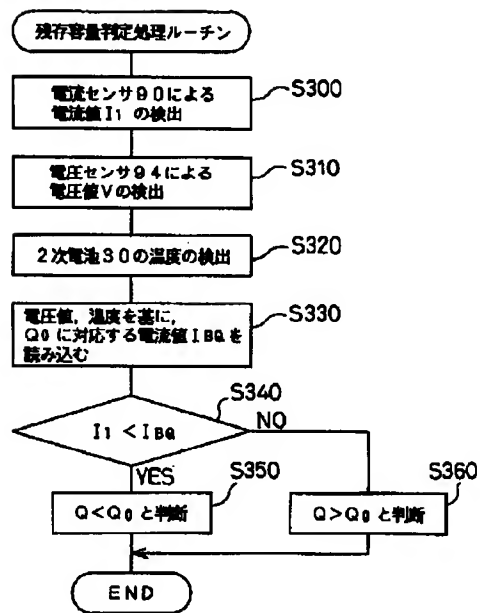 残存容量判定処理ルーチン
S300
電流センサ90による
電流値I1の検出
S310
電圧センサ94による
電圧値Vの検出
S320
2次電池30の温度の検出
S330
電圧値,温度を基に,
Q0に対応する電流値IBQを
読み込む
S340
I1<IBQ
NO
YES
S350
Q<Q0と判断
S360
Q>Q0と判断
END